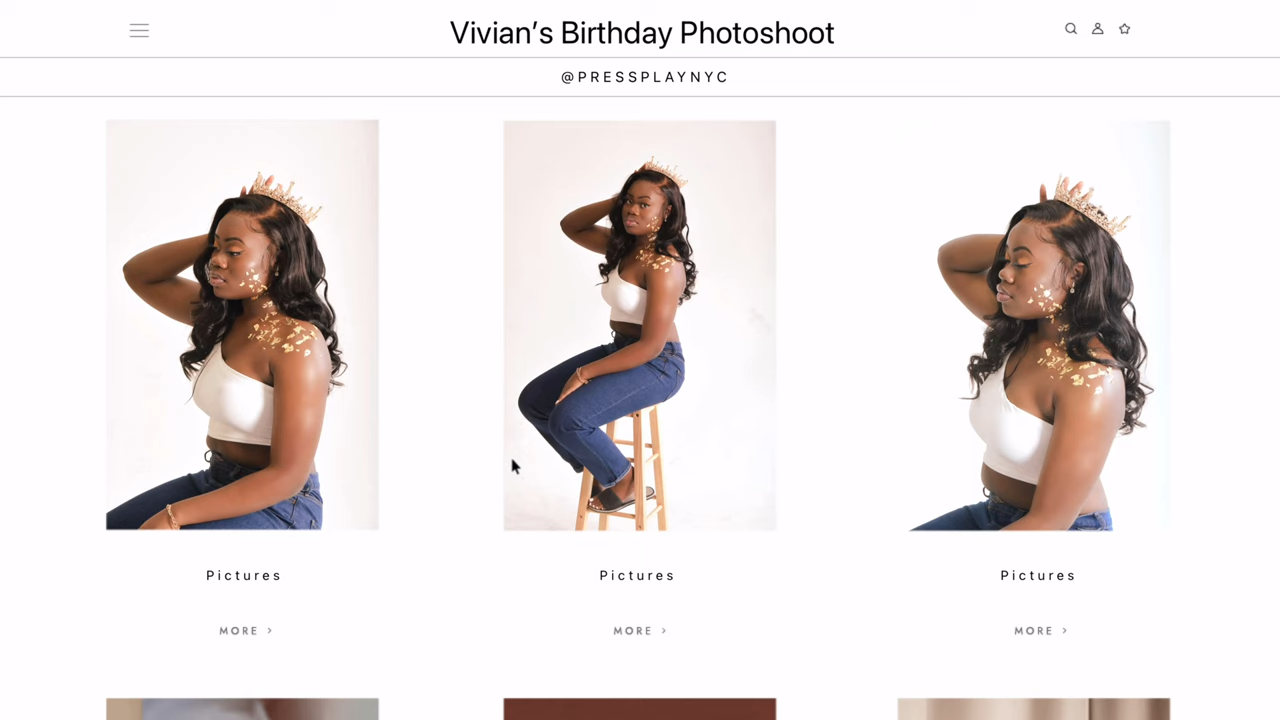 Vivian’s Birthday Photoshoot
@PRESSPLAYNYC
Pictures
Pictures
Pictures
MORE >
MORE >
MORE >